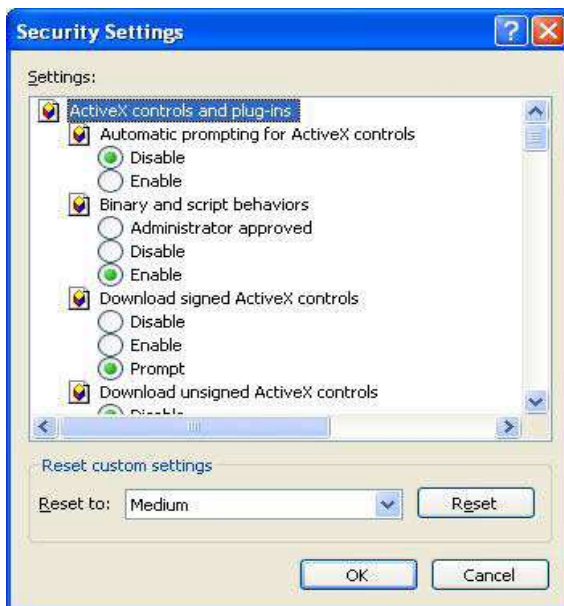 Security Settings
Settings:
ActiveX controls and plug-ins
Automatic prompting for ActiveX controls
Disable
Enable
Binary and script behaviors
Administrator approved
Disable
Enable
Download signed ActiveX controls
Disable
Enable
Prompt
Download unsigned ActiveX controls
Disable
Reset custom settings
Reset to: Medium Reset
OK Cancel